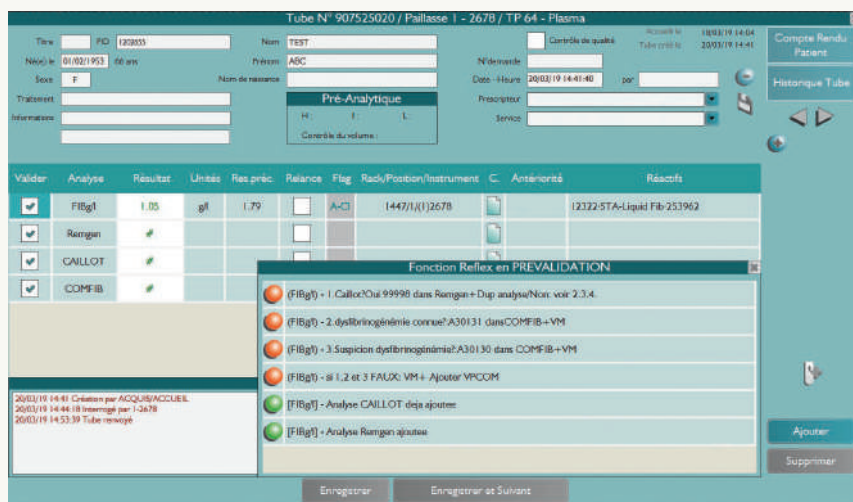 Tube N° 907525020 / Paillasse 1 - 2678 / TP 64 - Plasma
Titre PID 1202655 Nom TEST Contrôle de qualité 18/03/19 14:04
20/03/19 14:41
Compte Rendu
Patient
Né(e) le 01/02/1953 66 ans Prénom ABC N°demande
Sexe F Nom de naissance Date - Heure 20/03/19 14:41:40 par
Historique Tube
Traitement Pré-Analytique Prescripteur
Informations H : I : L : Service
Contrôle du volume :
Valider Analyse Résultat Unités Res.préc. Relance Flag Rack/Position/Instrument C. Antériorité Réactifs
FIBg/l 1.05 g/l 1.79 A-CI 1447/1/(1)2678 12322-STA-Liquid Fib-253962
Remgen
CAILLOT
COMFIB
Fonction Reflex en PREVALIDATION
(FIBg/l) - 1.Caillot?Oui 99998 dans Remgen+Dup analyse/Non: voir 2.3.4.
(FIBg/l) - 2.dysfibrinogénémie connue?:A30131 dansCOMFIB+VM
(FIBg/l) - 3.Suspicion dysfibrinogénémie?:A30130 dans COMFIB+VM
(FIBg/l) - si 1,2 et 3 FAUX: VM+ Ajouter VPCOM
[FIBg/l] - Analyse CAILLOT deja ajoutee
[FIBg/l] - Analyse Remgen ajoutee
20/03/19 14:41 Création par ACQUIS/ACCUEIL
20/03/19 14:44:18 Interrogé par 1-2678
20/03/19 14:53:39 Tube renvoyé
Ajouter
Supprimer
Enregistrer Enregistrer et Suivant